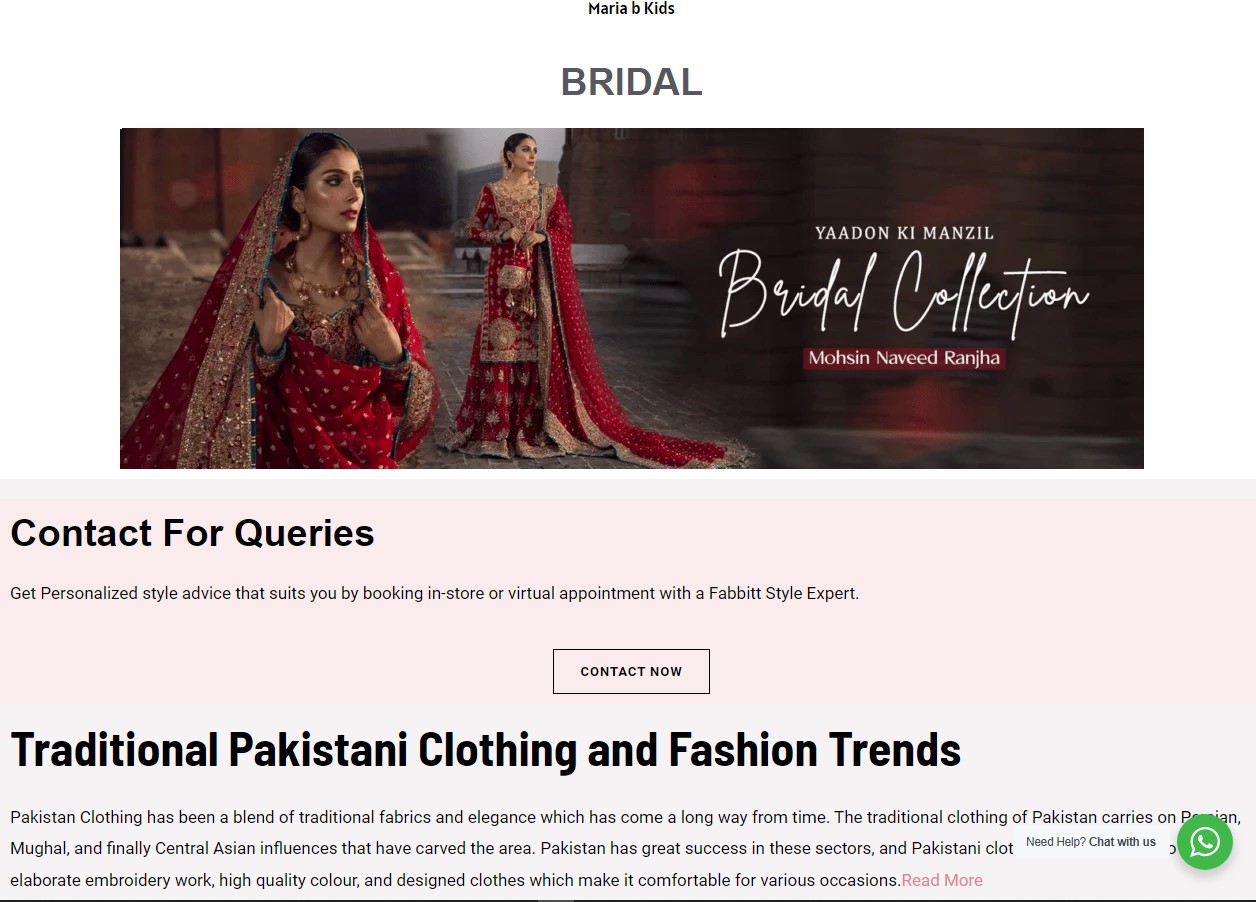 Maria b Kids
BRIDAL
YAADON KI MANZIL
Bridal Collection
Mohsin Naveed Ranjha
Contact For Queries
Get Personalized style advice that suits you by booking in-store or virtual appointment with a Fabbitt Style Expert.
CONTACT NOW
Traditional Pakistani Clothing and Fashion Trends
Pakistan Clothing has been a blend of traditional fabrics and elegance which has come a long way from time. The traditional clothing of Pakistan carries on Persian,
Mughal, and finally Central Asian influences that have carved the area. Pakistan has great success in these sectors, and Pakistani
Need Help? Chat with us
elaborate embroidery work, high quality colour, and designed clothes which make it comfortable for various occasions.Read More